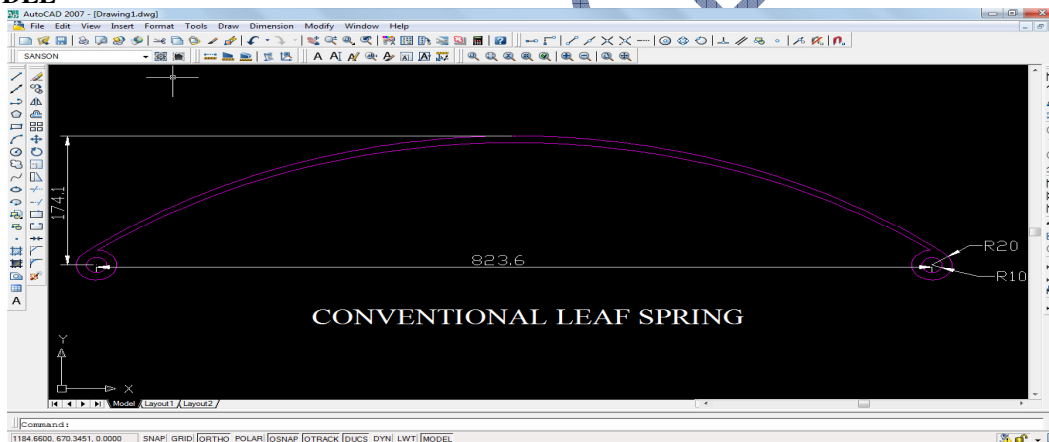 AutoCAD 2007 - [Drawing1.dwg]
File Edit View Insert Format Tools Draw Dimension Modify Window Help
SANSON
174.1
823.6
R20
R10
CONVENTIONAL LEAF SPRING
Y
X
Model Layout1 Layout2
Command:
1184.6600, 670.3451, 0.0000 SNAP GRID ORTHO POLAR OSNAP OTRACK DUCS DYN LWT MODEL